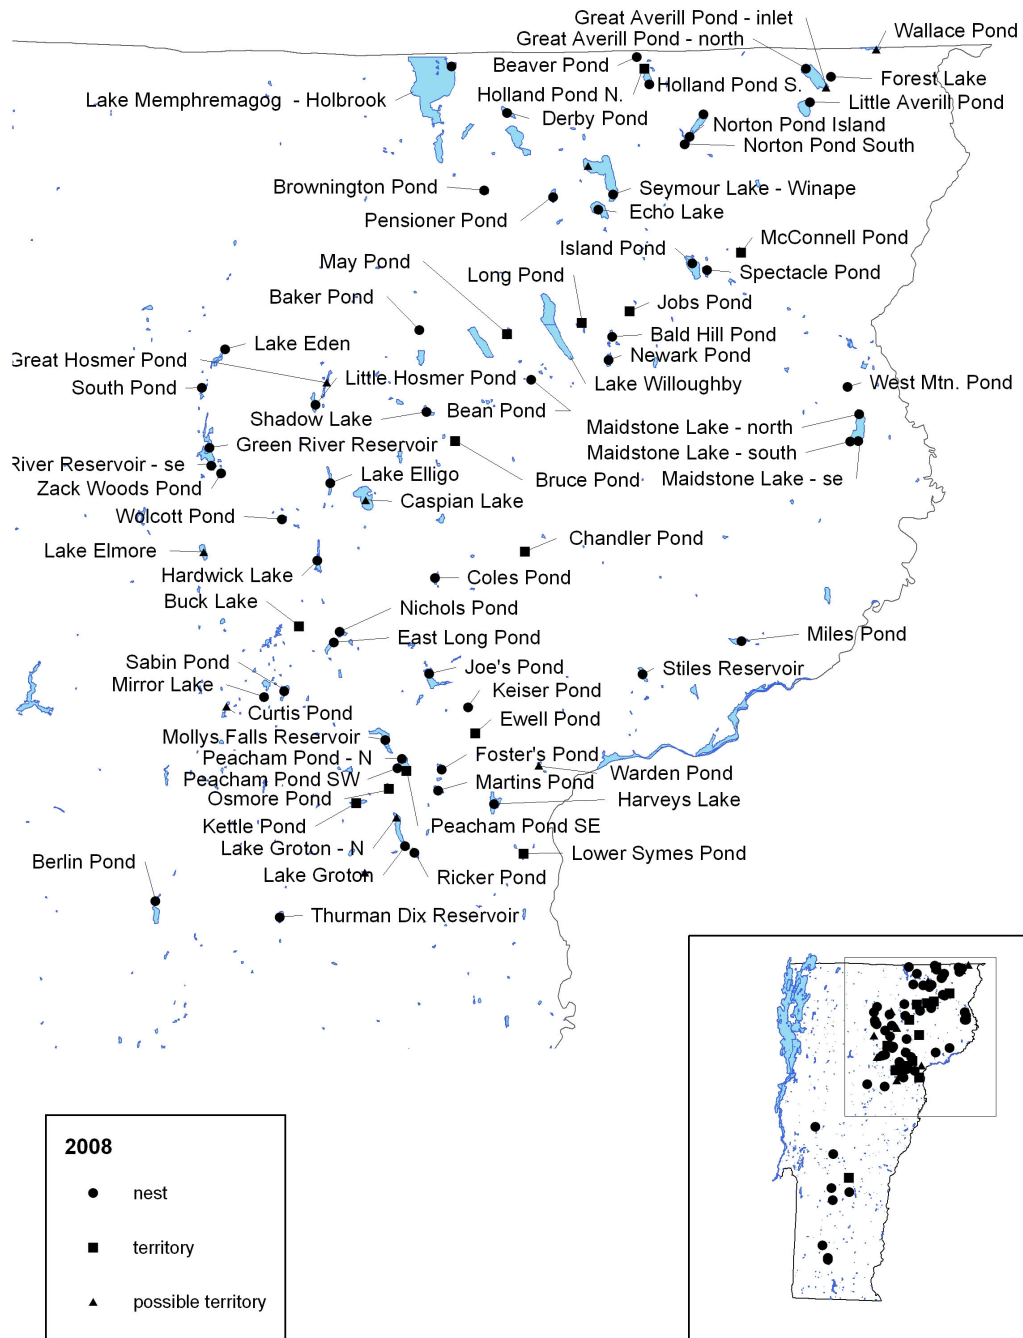 Great Averill Pond - inlet
Wallace Pond
Great Averill Pond - north
Beaver Pond
Forest Lake
Holland Pond S.
Holland Pond N.
Lake Memphremagog - Holbrook
Little Averill Pond
Derby Pond
Norton Pond Island
Norton Pond South
Brownington Pond
Seymour Lake - Winape
Pensioner Pond
Echo Lake
McConnell Pond
Island Pond
May Pond
Long Pond
Spectacle Pond
Baker Pond
Jobs Pond
Bald Hill Pond
Lake Eden
Newark Pond
Great Hosmer Pond
Little Hosmer Pond
Lake Willoughby
West Mtn. Pond
South Pond
Shadow Lake
Bean Pond
Maidstone Lake - north
Green River Reservoir
Maidstone Lake - south
River Reservoir - se
Lake Elligo
Bruce Pond
Maidstone Lake - se
Zack Woods Pond
Caspian Lake
Wolcott Pond
Chandler Pond
Lake Elmore
Hardwick Lake
Coles Pond
Buck Lake
Nichols Pond
East Long Pond
Miles Pond
Sabin Pond
Joe's Pond
Stiles Reservoir
Mirror Lake
Keiser Pond
Curtis Pond
Ewell Pond
Mollys Falls Reservoir
Peacham Pond - N
Foster's Pond
Peacham Pond SW
Warden Pond
Martins Pond
Osmore Pond
Harveys Lake
Kettle Pond
Peacham Pond SE
Lake Groton - N
Lower Symes Pond
Berlin Pond
Lake Groton
Ricker Pond
Thurman Dix Reservoir
2008
nest
territory
possible territory